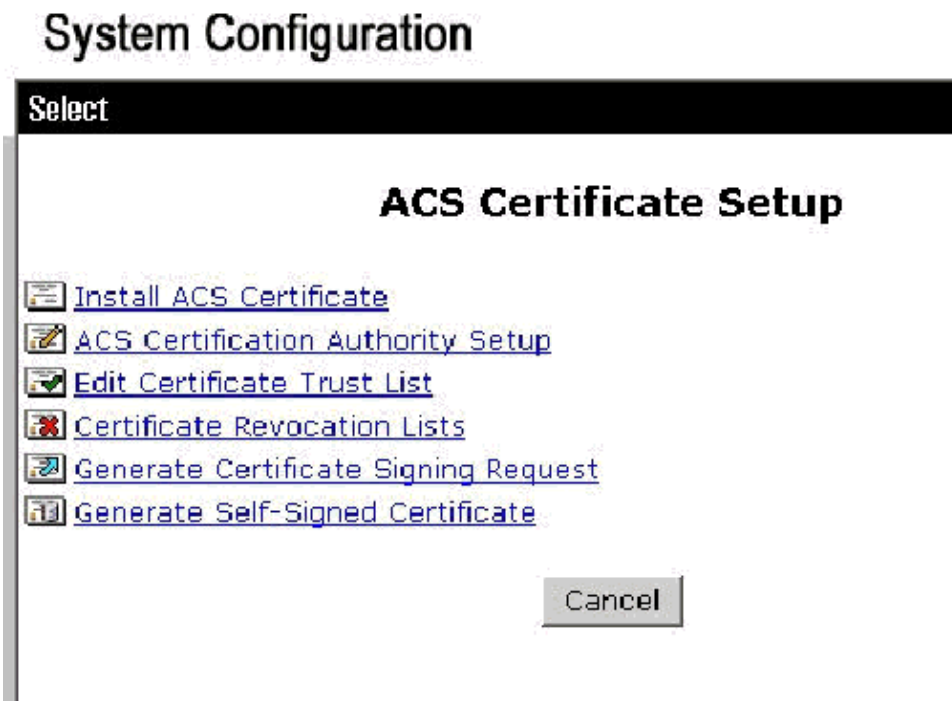 System Configuration
Select
ACS Certificate Setup
Install ACS Certificate
ACS Certification Authority Setup
Edit Certificate Trust List
Certificate Revocation Lists
Generate Certificate Signing Request
Generate Self-Signed Certificate
Cancel